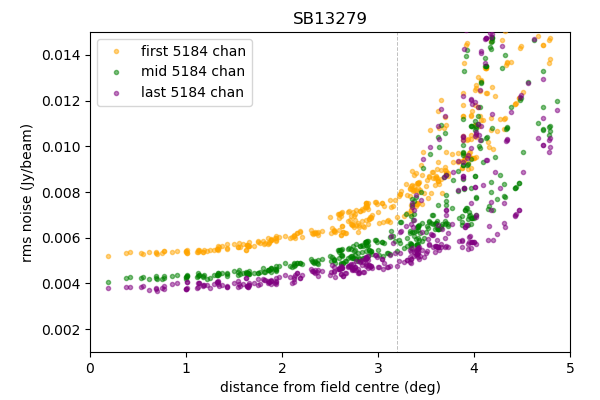 SB13279
first 5184 chan
mid 5184 chan
last 5184 chan
rms noise (Jy/beam)
0.014
0.012
0.010
0.008
0.006
0.004
0.002
0 1 2 3 4 5
distance from field centre (deg)